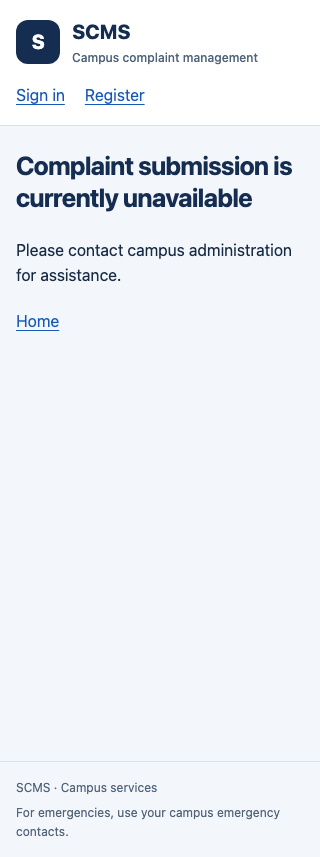 S
SCMS
Campus complaint management
Sign in Register
Complaint submission is
currently unavailable
Please contact campus administration
for assistance.
Home
SCMS · Campus services
For emergencies, use your campus emergency
contacts.